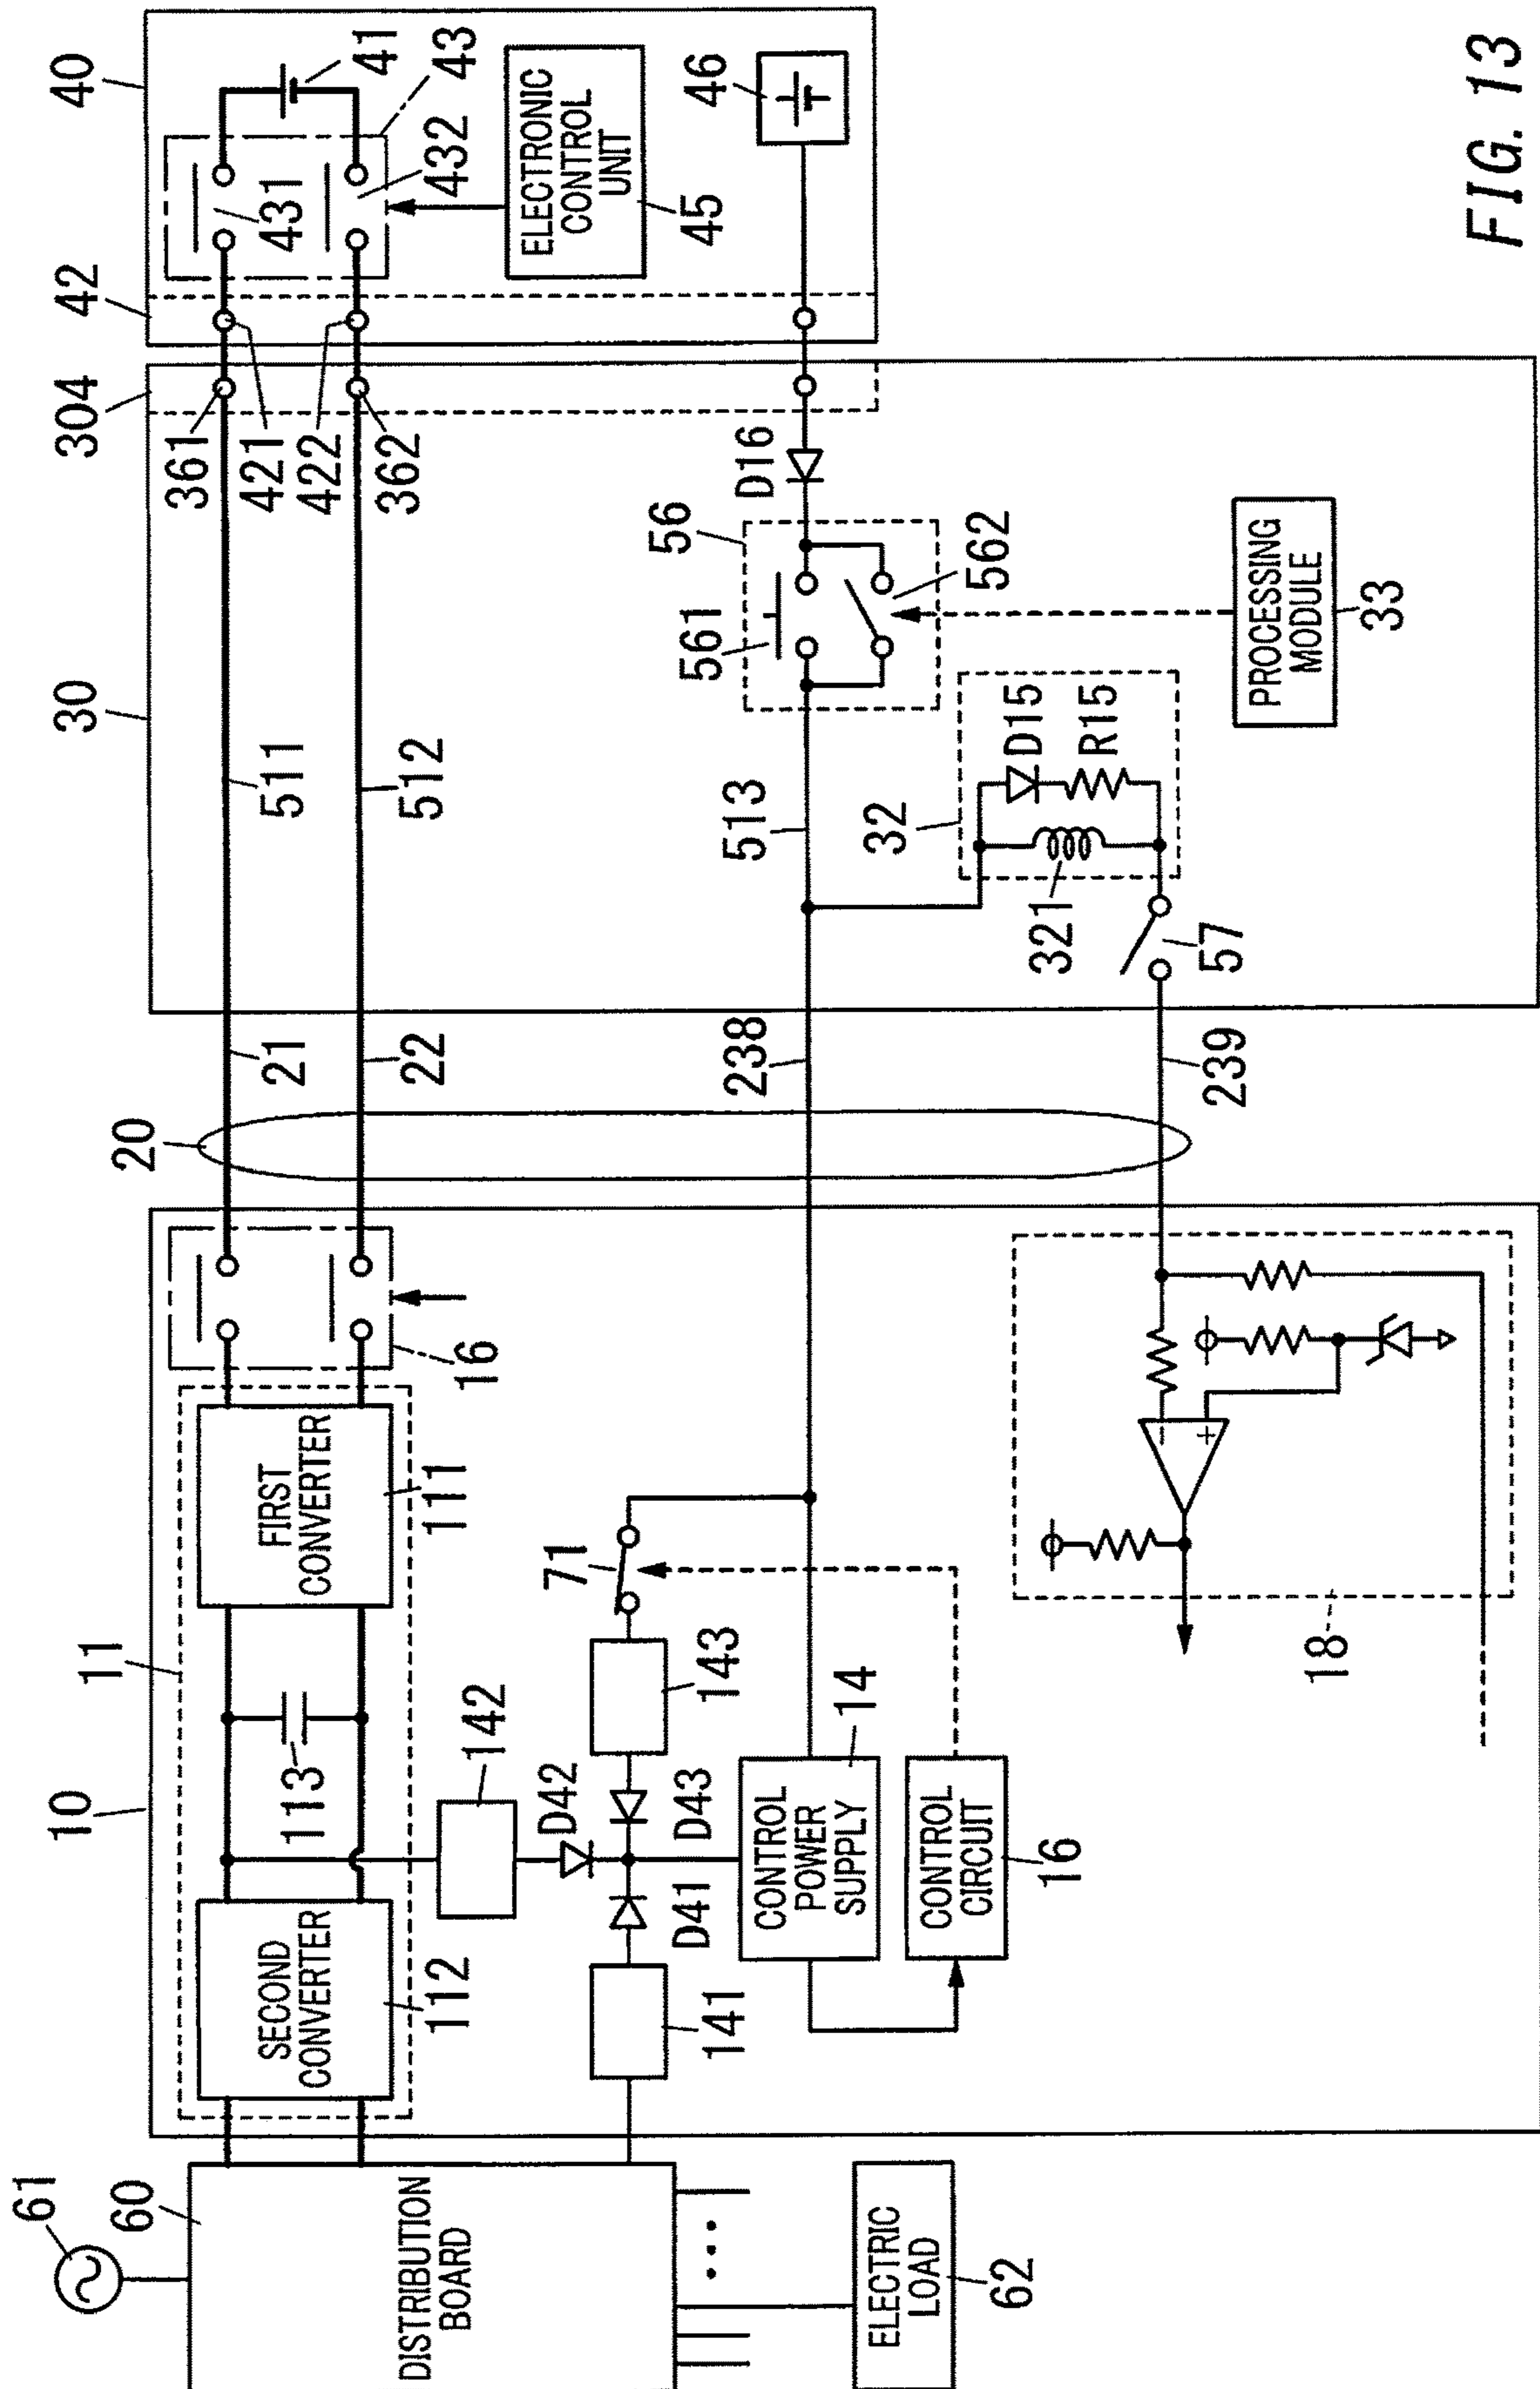 61
60
DISTRIBUTION
BOARD
ELECTRIC
LOAD
62
10
11
SECOND
CONVERTER
112
113
FIRST
CONVERTER
111
16
142
D42
141
D41
D43
143
71
CONTROL
POWER
SUPPLY
14
CONTROL
CIRCUIT
16
18
−
+
20
21
22
238
239
30
511
512
513
304
361
421
422
362
D16
56
561
562
32
321
D15
R15
57
PROCESSING
MODULE
33
40
42
41
43
431
432
ELECTRONIC
CONTROL
UNIT
45
46
FIG. 13